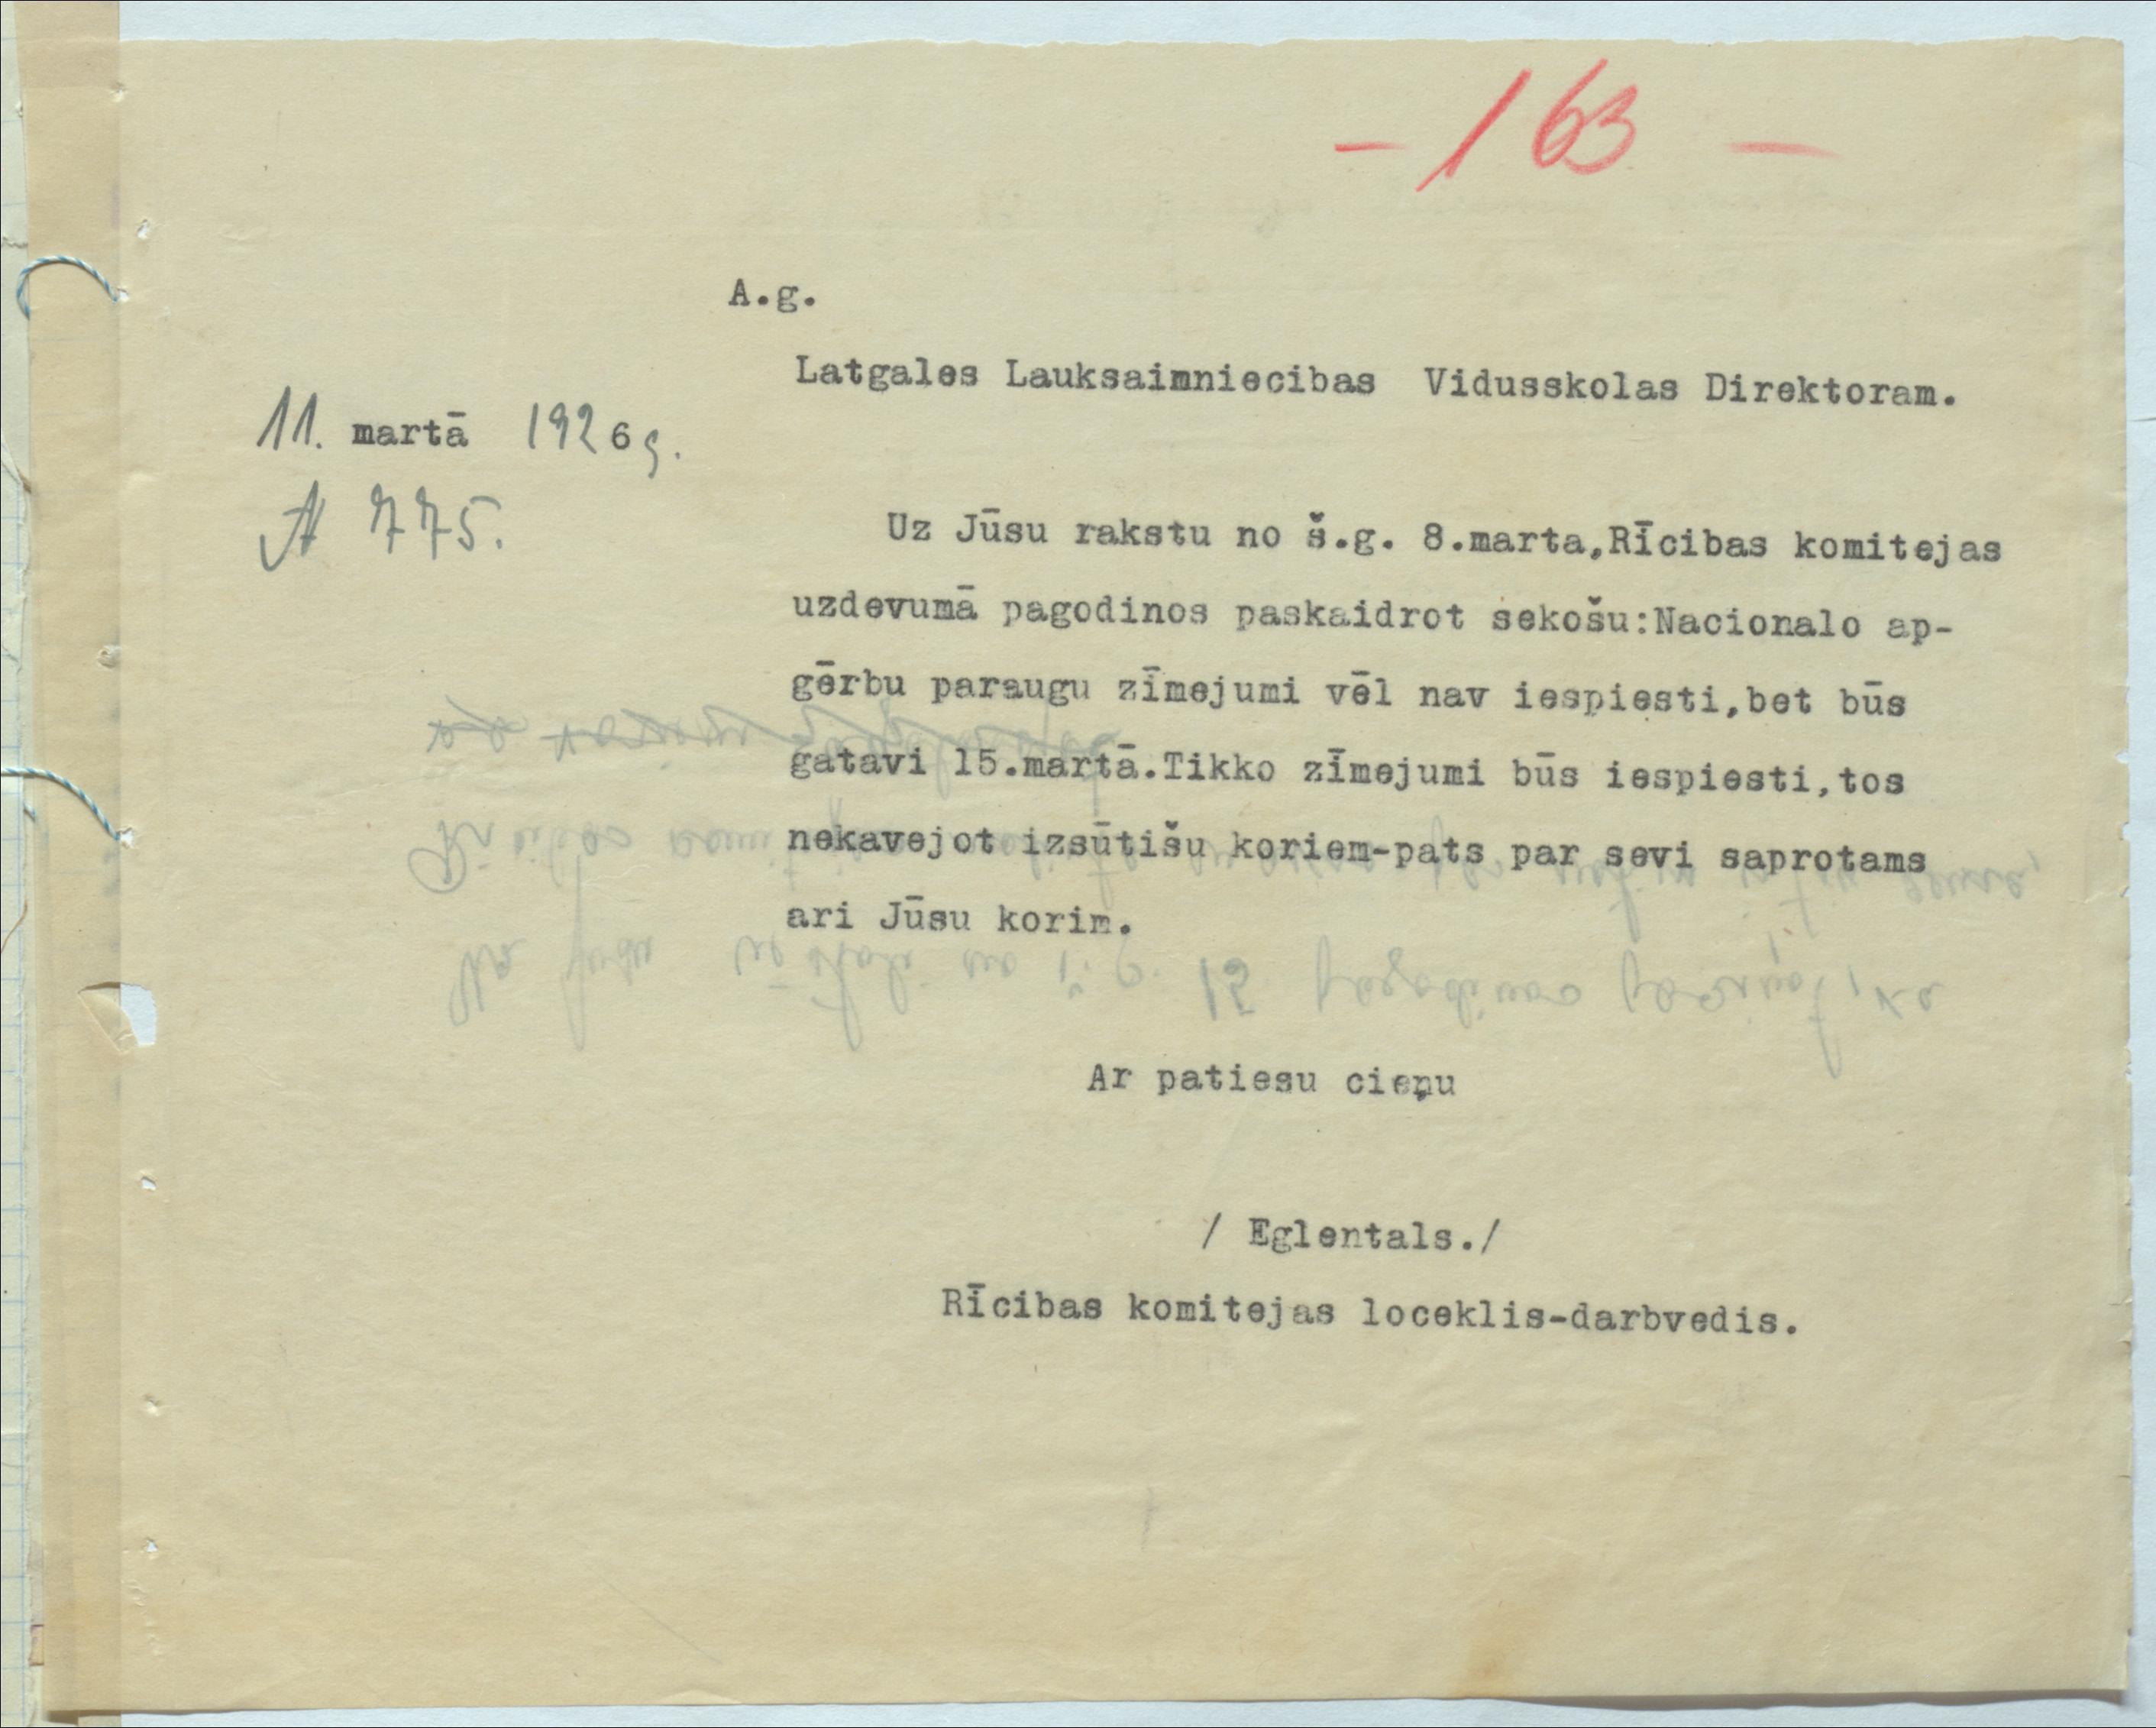 - 163 -
A.g.
Latgales Lauksaimniecibas Vidusskolas Direktoram.
11. martā 1926 g.
№ 775.
Uz Jūsu rakstu no š.g. 8.marta,Rīcibas komitejas
uzdevumā pagodinos paskaidrot sekošu:Nacionalo ap-
gērbu paraugu zīmejumi vēl nav iespiesti,bet būs
gatavi 15.martā.Tikko zīmejumi būs iespiesti,tos
nekavejot izsūtišu koriem-pats par sevi saprotams
ari Jūsu korim.
Ar patiesu cieņu
/ Eglentals./
Rīcibas komitejas loceklis-darbvedis.